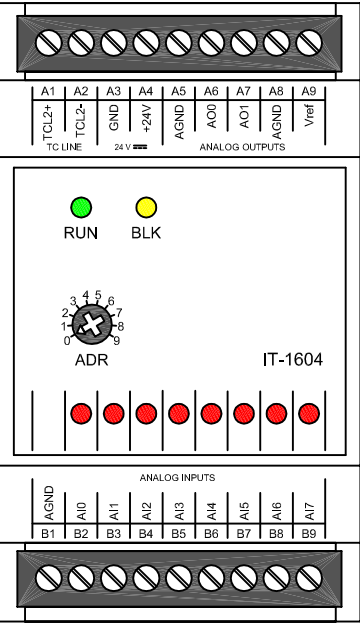 A1 A2 A3 A4 A5 A6 A7 A8 A9
TCL2+ TCL2- GND +24V AGND AO0 AO1 AGND Vref
TC LINE 24 V ANALOG OUTPUTS
RUN BLK
0 1 2 3 4 5 6 7 8 9
ADR
IT-1604
ANALOG INPUTS
AGND AI0 AI1 AI2 AI3 AI4 AI5 AI6 AI7
B1 B2 B3 B4 B5 B6 B7 B8 B9